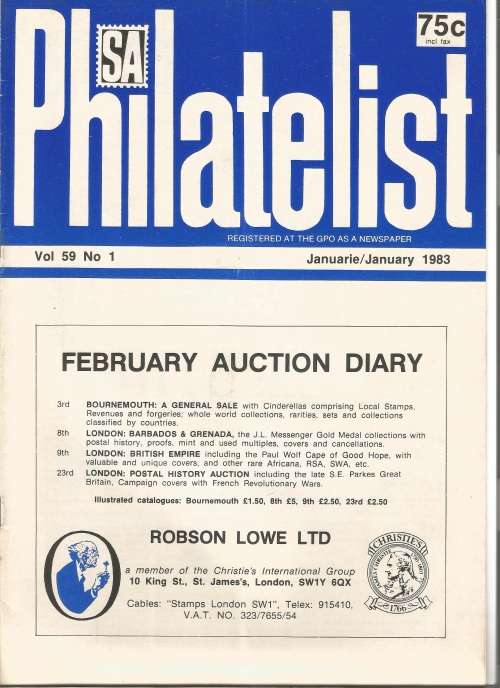 SA
Philatelist
75c
incl tax
REGISTERED AT THE GPO AS A NEWSPAPER
Vol 59 No 1
Januarie/January 1983
FEBRUARY AUCTION DIARY
3rd BOURNEMOUTH: A GENERAL SALE with Cinderellas comprising Local Stamps,
Revenues and forgeries; whole world collections, rarities, sets and collections
classified by countries.
8th LONDON: BARBADOS & GRENADA, the J.L. Messenger Gold Medal collections with
postal history, proofs, mint and used multiples, covers and cancellations.
9th LONDON: BRITISH EMPIRE including the Paul Wolf Cape of Good Hope, with
valuable and unique covers, and other rare Africana, RSA, SWA, etc.
23rd LONDON: POSTAL HISTORY AUCTION including the late S.E. Parkes Great
Britain, Campaign covers with French Revolutionary Wars.
Illustrated catalogues: Bournemouth £1.50, 8th £5, 9th £2.50, 23rd £2.50
ROBSON LOWE LTD
a member of the Christie's International Group
10 King St., St. James's, London, SW1Y 6QX
Cables: "Stamps London SW1", Telex: 915410,
V.A.T. NO. 323/7655/54
CHRISTIE'S
1766